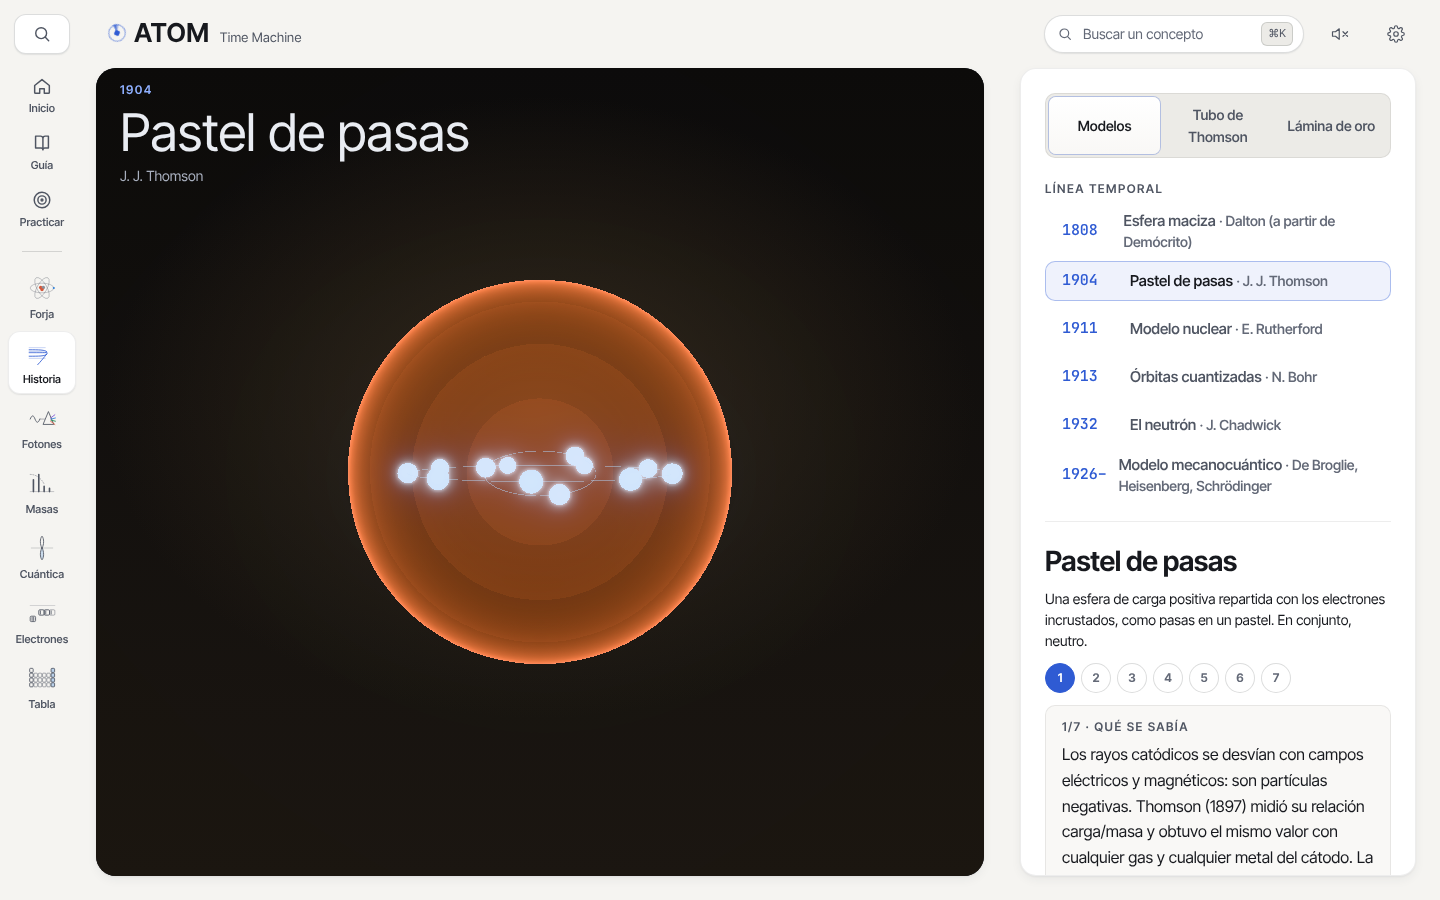 ATOM Time Machine
Buscar un concepto ⌘K
Inicio
Guía
Practicar
Forja
Historia
Fotones
Masas
Cuántica
Electrones
Tabla
1904
Pastel de pasas
J. J. Thomson
Modelos
Tubo de
Thomson
Lámina de oro
LÍNEA TEMPORAL
1808 Esfera maciza · Dalton (a partir de
Demócrito)
1904 Pastel de pasas · J. J. Thomson
1911 Modelo nuclear · E. Rutherford
1913 Órbitas cuantizadas · N. Bohr
1932 El neutrón · J. Chadwick
1926– Modelo mecanocuántico · De Broglie,
Heisenberg, Schrödinger
Pastel de pasas
Una esfera de carga positiva repartida con los electrones
incrustados, como pasas en un pastel. En conjunto,
neutro.
1 2 3 4 5 6 7
1/7 · QUÉ SE SABÍA
Los rayos catódicos se desvían con campos
eléctricos y magnéticos: son partículas
negativas. Thomson (1897) midió su relación
carga/masa y obtuvo el mismo valor con
cualquier gas y cualquier metal del cátodo. La